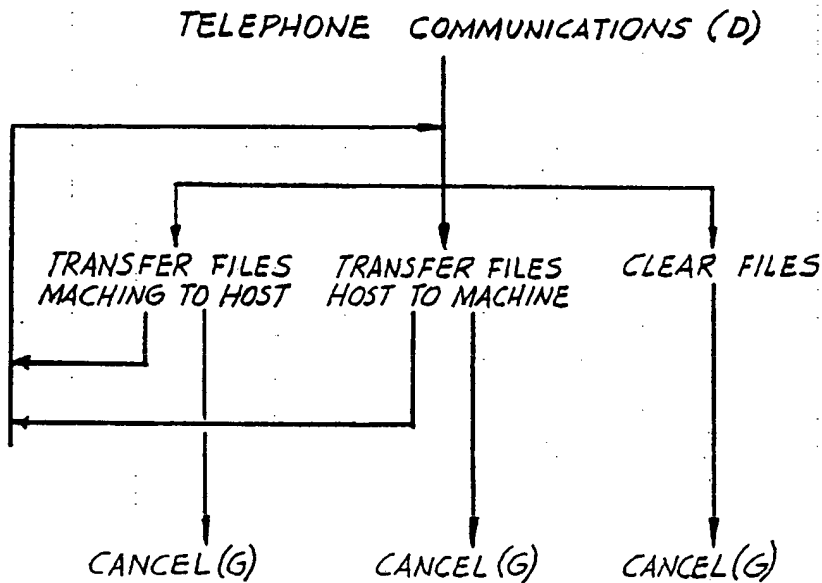 TELEPHONE COMMUNICATIONS (D)
TRANSFER FILES
MACHING TO HOST
TRANSFER FILES
HOST TO MACHINE
CLEAR FILES
CANCEL(G)
CANCEL(G)
CANCEL(G)